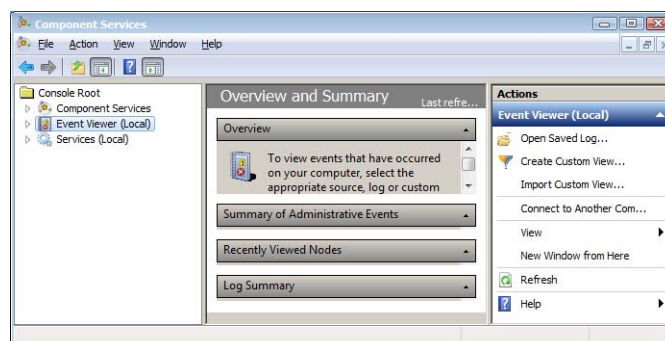 Component Services
File Action View Window Help
Console Root
Component Services
Event Viewer (Local)
Services (Local)
Overview and Summary Last refre...
Overview
To view events that have occurred
on your computer, select the
appropriate source, log or custom
Summary of Administrative Events
Recently Viewed Nodes
Log Summary
Actions
Event Viewer (Local)
Open Saved Log...
Create Custom View...
Import Custom View...
Connect to Another Com...
View
New Window from Here
Refresh
Help